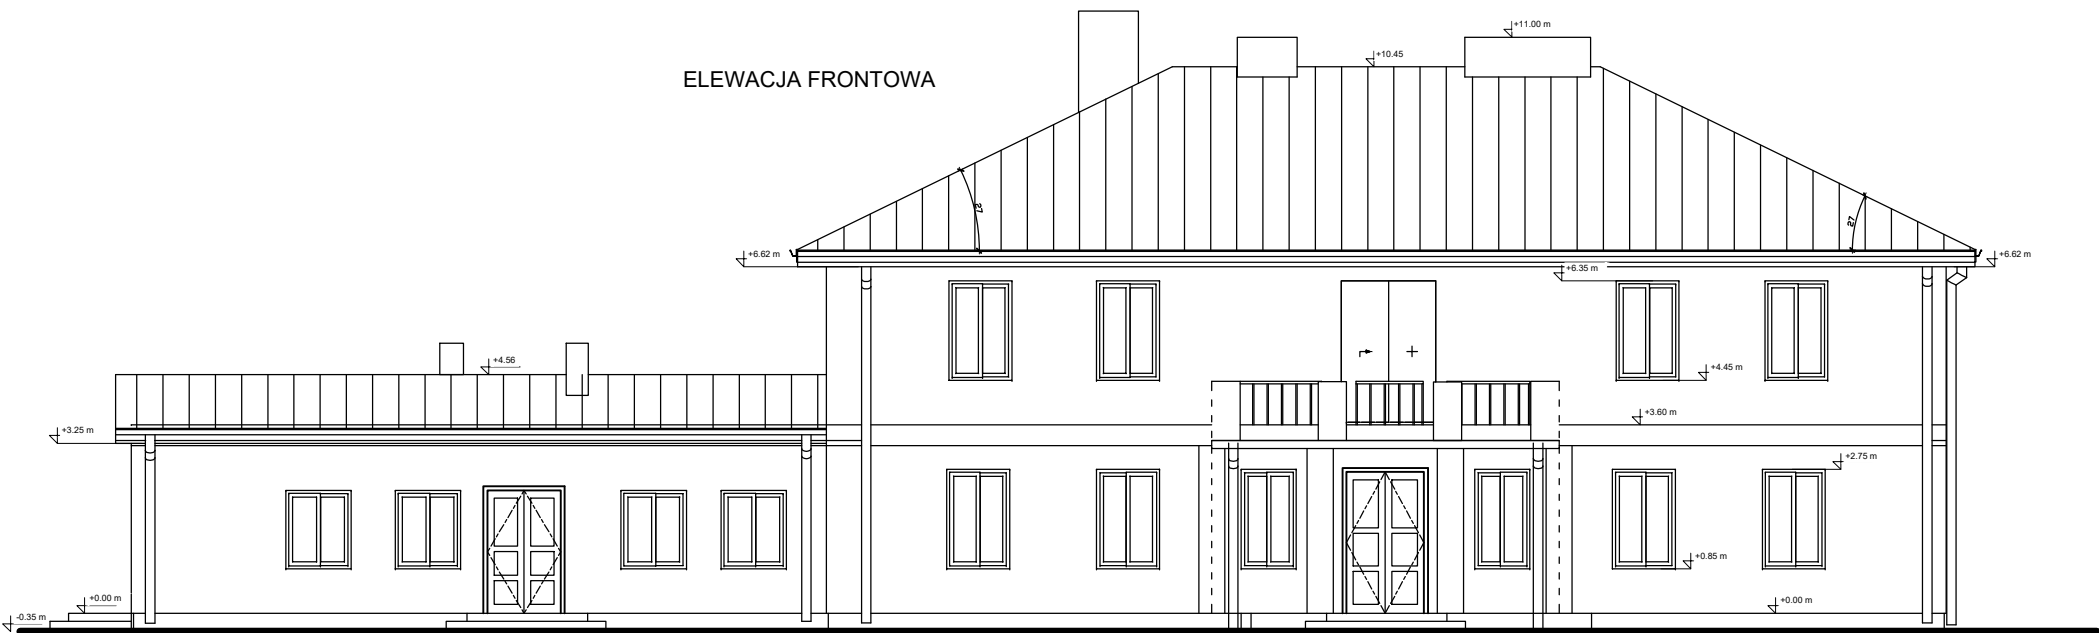 +11.00 m
+10.45
ELEWACJA FRONTOWA
27
27
+6.62 m
+6.62 m
+6.35 m
+4.56
+4.45 m
+3.60 m
+3.25 m
+2.75 m
+0.85 m
+0.00 m
+0.00 m
-0.35 m